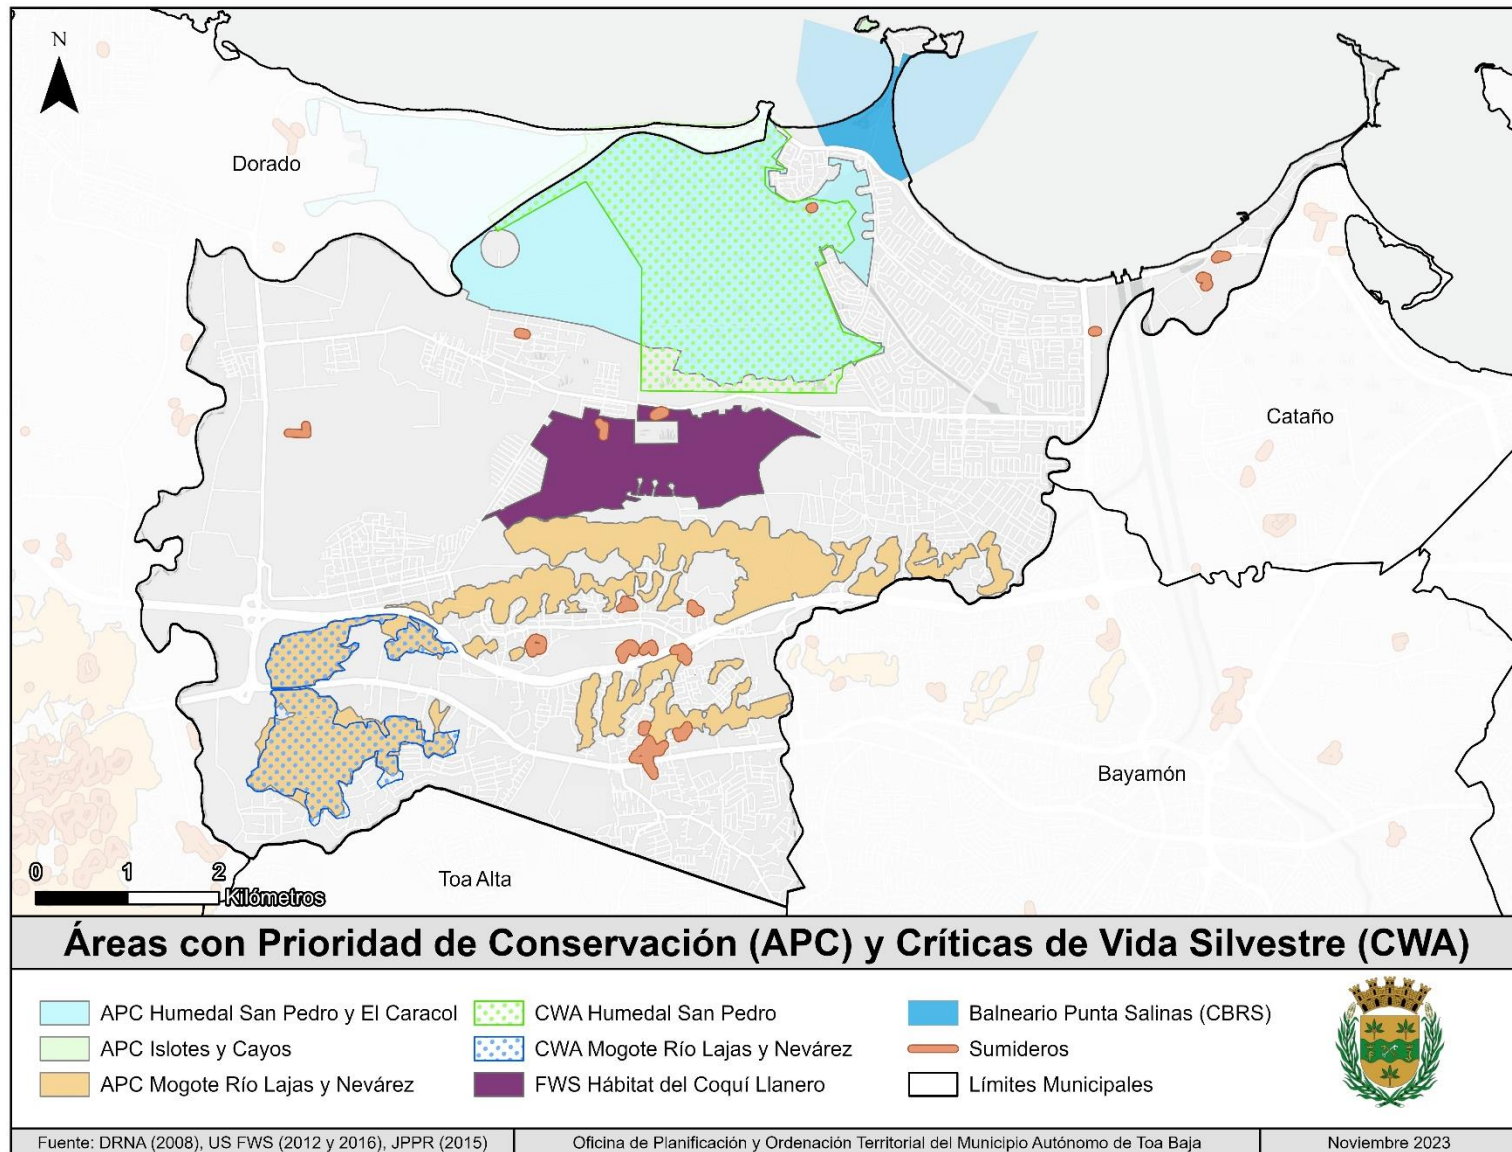 N
Dorado
Cataño
Bayamón
Toa Alta
0 1 2
Kilómetros
Áreas con Prioridad de Conservación (APC) y Críticas de Vida Silvestre (CWA)
APC Humedal San Pedro y El Caracol
CWA Humedal San Pedro
Balneario Punta Salinas (CBRS)
APC Islotes y Cayos
CWA Mogote Río Lajas y Nevárez
Sumideros
APC Mogote Río Lajas y Nevárez
FWS Hábitat del Coquí Llanero
Límites Municipales
Fuente: DRNA (2008), US FWS (2012 y 2016), JPPR (2015)
Oficina de Planificación y Ordenación Territorial del Municipio Autónomo de Toa Baja
Noviembre 2023